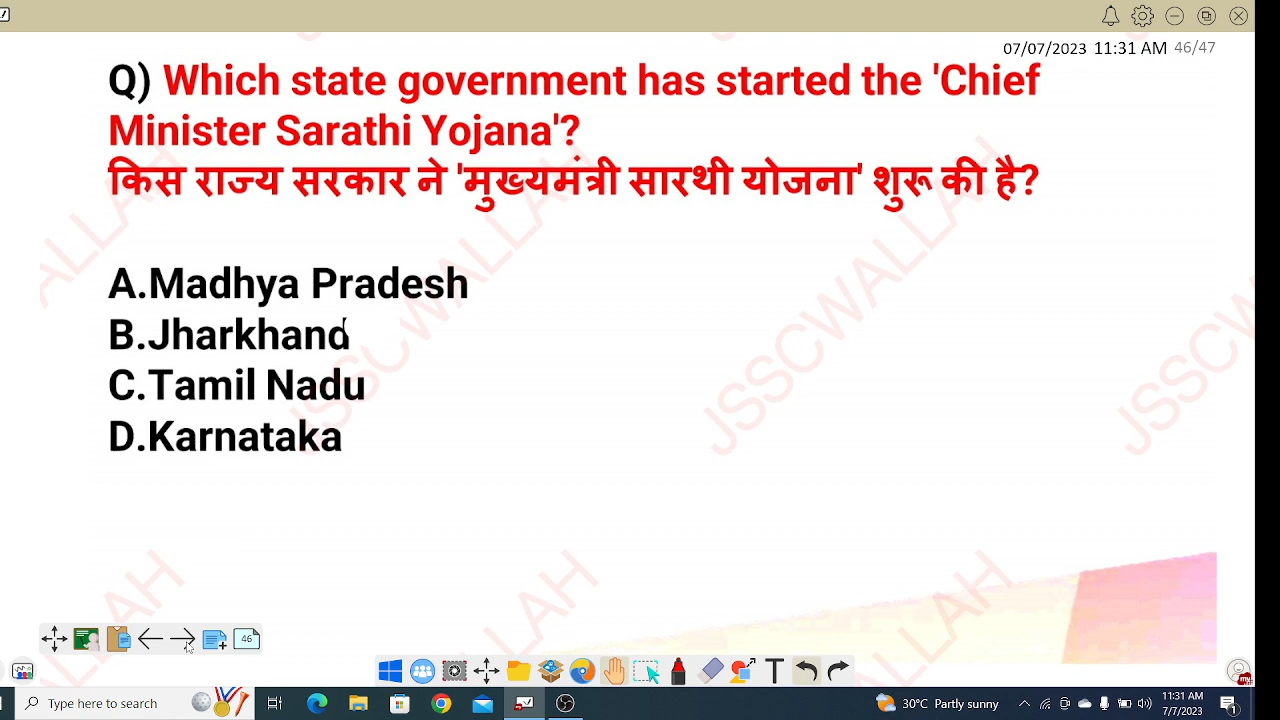 07/07/2023 11:31 AM 46/47
Q) Which state government has started the 'Chief
Minister Sarathi Yojana'?
किस राज्य सरकार ने 'मुख्यमंत्री सारथी योजना' शुरू की है?
A.Madhya Pradesh
B.Jharkhand
C.Tamil Nadu
D.Karnataka
JSSCWALLAH
JSSCWALLAH
46
T
Type here to search
30°C Partly sunny
11:31 AM
7/7/2023